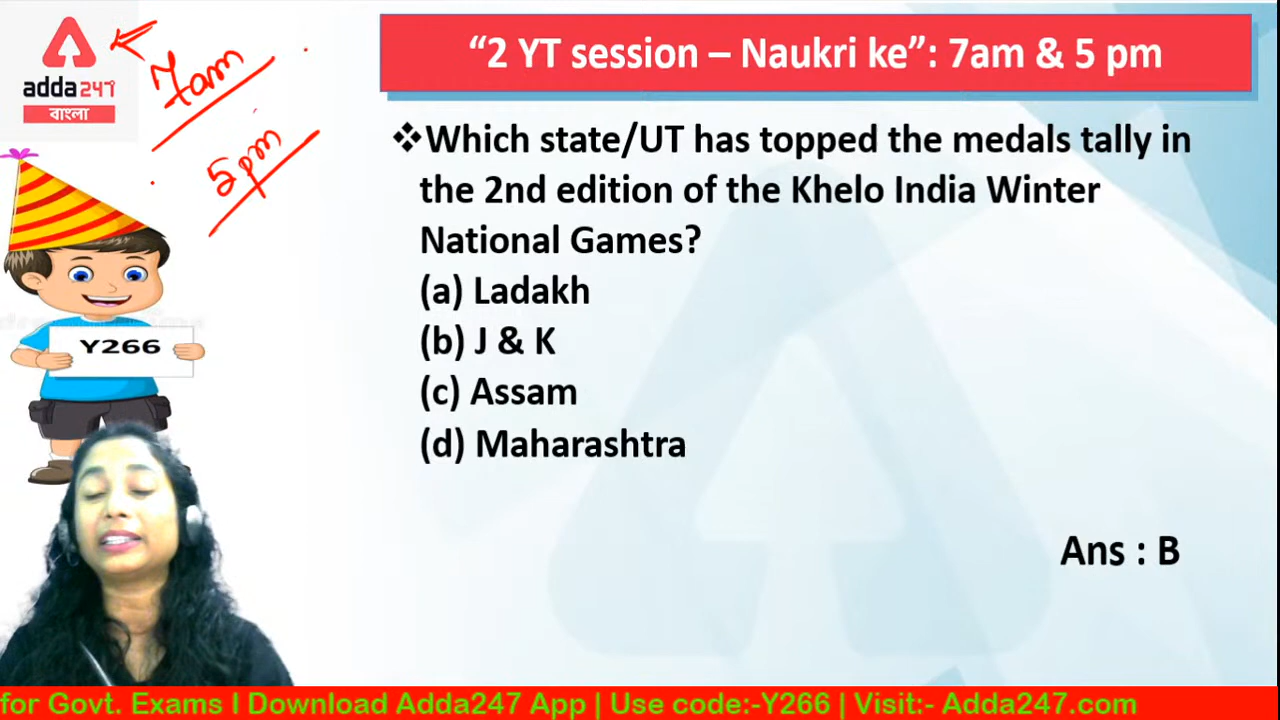 adda247
বাংলা
7am
5pm
“2 YT session – Naukri ke”: 7am & 5 pm
❖Which state/UT has topped the medals tally in
the 2nd edition of the Khelo India Winter
National Games?
(a) Ladakh
(b) J & K
(c) Assam
(d) Maharashtra
Ans : B
Y266
for Govt. Exams I Download Adda247 App | Use code:-Y266 | Visit:- Adda247.com